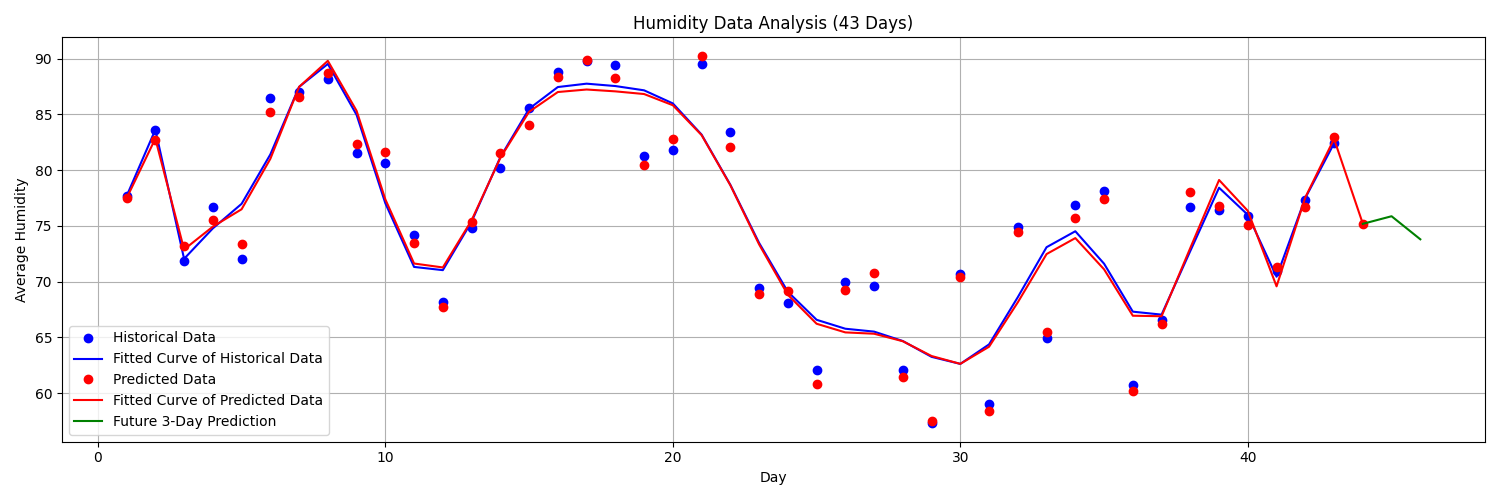 Humidity Data Analysis (43 Days)
Average Humidity
90
85
80
75
70
65
60
Historical Data
Fitted Curve of Historical Data
Predicted Data
Fitted Curve of Predicted Data
Future 3-Day Prediction
0
10
20
30
40
Day